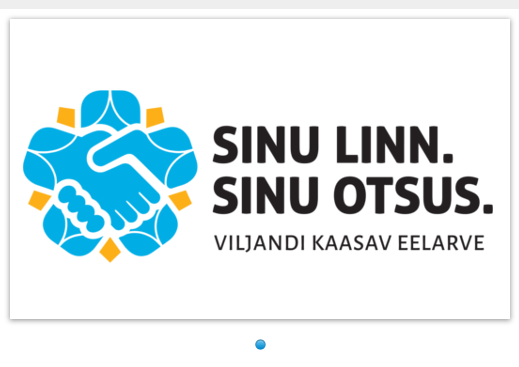 SINU LINN.
SINU OTSUS.
VILJANDI KAASAV EELARVE